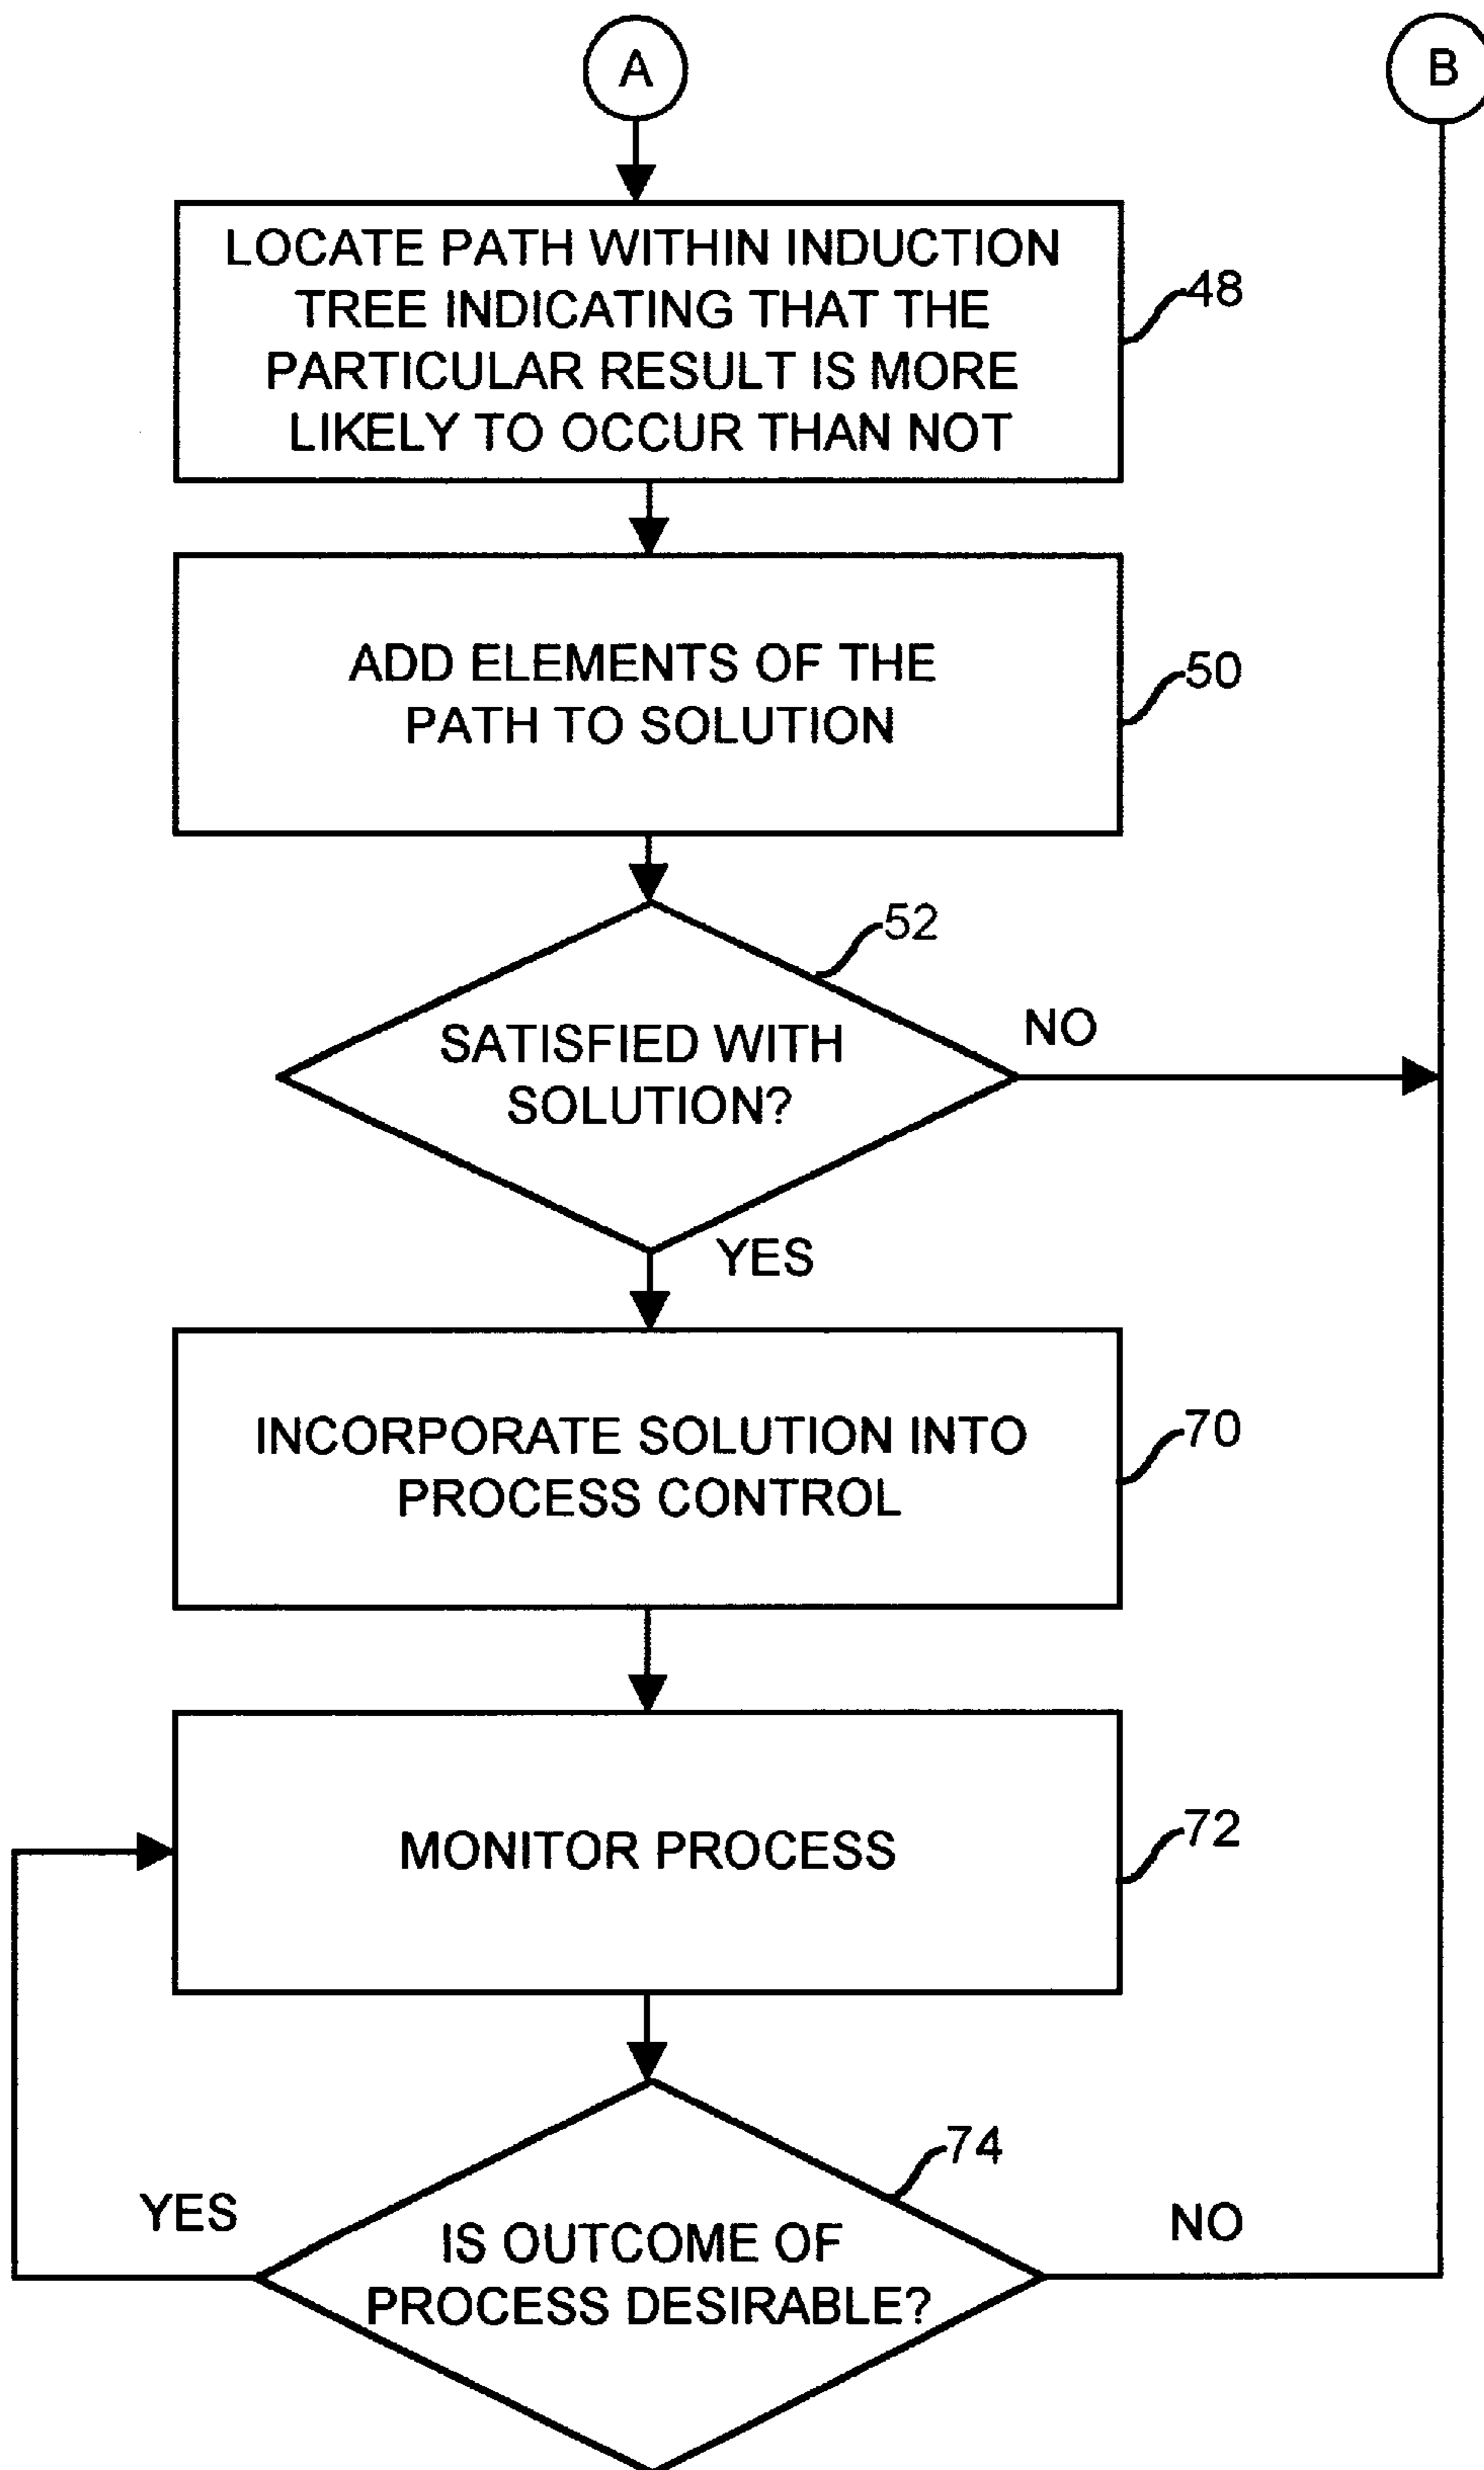 A
B
LOCATE PATH WITHIN INDUCTION
TREE INDICATING THAT THE
PARTICULAR RESULT IS MORE
LIKELY TO OCCUR THAN NOT
48
ADD ELEMENTS OF THE
PATH TO SOLUTION
50
52
SATISFIED WITH
SOLUTION?
NO
YES
INCORPORATE SOLUTION INTO
PROCESS CONTROL
70
MONITOR PROCESS
72
74
YES
IS OUTCOME OF
PROCESS DESIRABLE?
NO